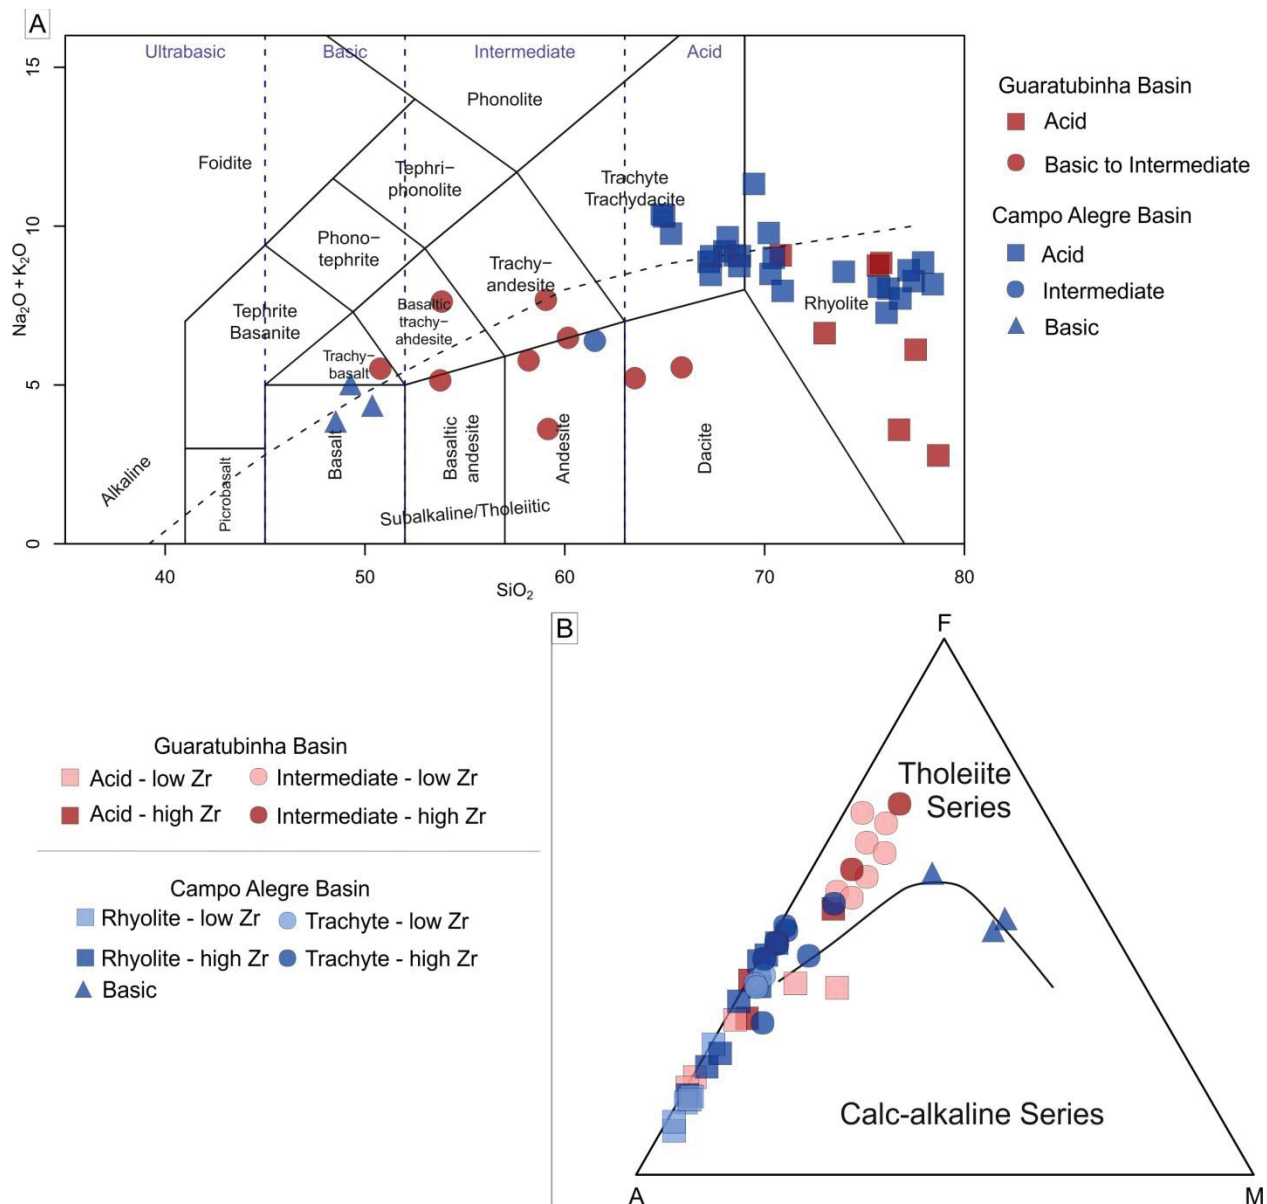 A
Ultrabasic
Basic
Intermediate
Acid
Phonolite
Foidite
Tephri–
phonolite
Trachyte
Trachydacite
Phono–
tephrite
Trachy–
andesite
Tephrite
Basanite
Basaltic
trachy–
andesite
Trachy–
basalt
Rhyolite
Basalt
Basaltic
andesite
Andesite
Dacite
Picrobasalt
Alkaline
Subalkaline/Tholeiitic
Na₂O + K₂O
0
5
10
15
40
50
60
70
80
SiO₂
Guaratubinha Basin
Acid
Basic to Intermediate
Campo Alegre Basin
Acid
Intermediate
Basic
Guaratubinha Basin
Acid - low Zr
Intermediate - low Zr
Acid - high Zr
Intermediate - high Zr
Campo Alegre Basin
Rhyolite - low Zr
Trachyte - low Zr
Rhyolite - high Zr
Trachyte - high Zr
Basic
B
F
Tholeiite
Series
Calc-alkaline Series
A
M